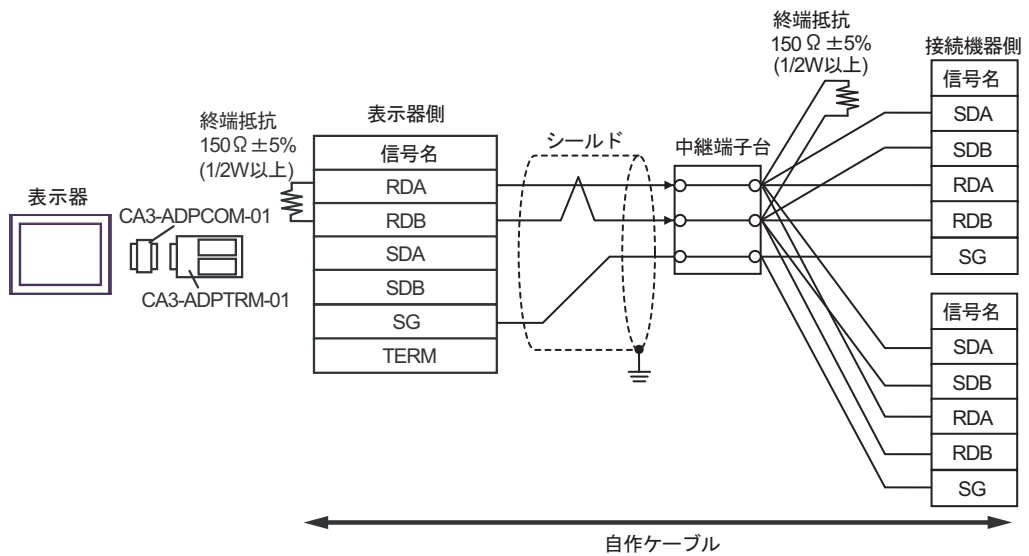 終端抵抗
150 Ω ±5%
(1/2W以上)
接続機器側
信号名
SDA
SDB
RDA
RDB
SG
中継端子台
シールド
表示器側
信号名
RDA
RDB
SDA
SDB
SG
TERM
終端抵抗
150Ω ±5%
(1/2W以上)
表示器
CA3-ADPCOM-01
CA3-ADPTRM-01
信号名
SDA
SDB
RDA
RDB
SG
自作ケーブル